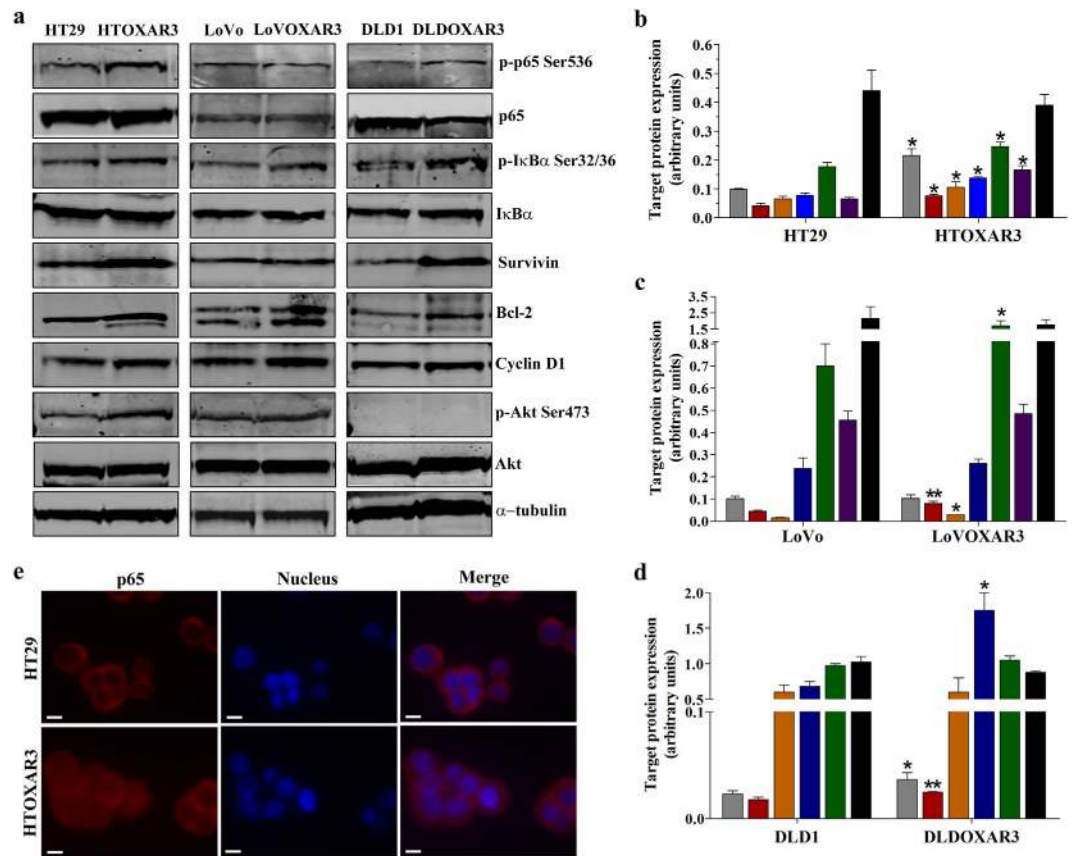 a
HT29 HTOXAR3 LoVo LoVOXAR3 DLD1 DLDOXAR3
p-p65 Ser536
p65
p-IκBα Ser32/36
IκBα
Survivin
Bcl-2
Cyclin D1
p-Akt Ser473
Akt
α-tubulin
b
Target protein expression
(arbitrary units)
0.6
0.5
0.4
0.3
0.2
0.1
0.0
* * * * * *
HT29 HTOXAR3
c
Target protein expression
(arbitrary units)
3.5
2.5
1.5
0.8
0.7
0.6
0.5
0.4
0.3
0.2
0.1
0.0
* ** *
LoVo LoVOXAR3
d
Target protein expression
(arbitrary units)
2.0
1.5
1.0
0.5
0.1
0.0
* ** *
DLD1 DLDOXAR3
e
p65 Nucleus Merge
HT29
HTOXAR3